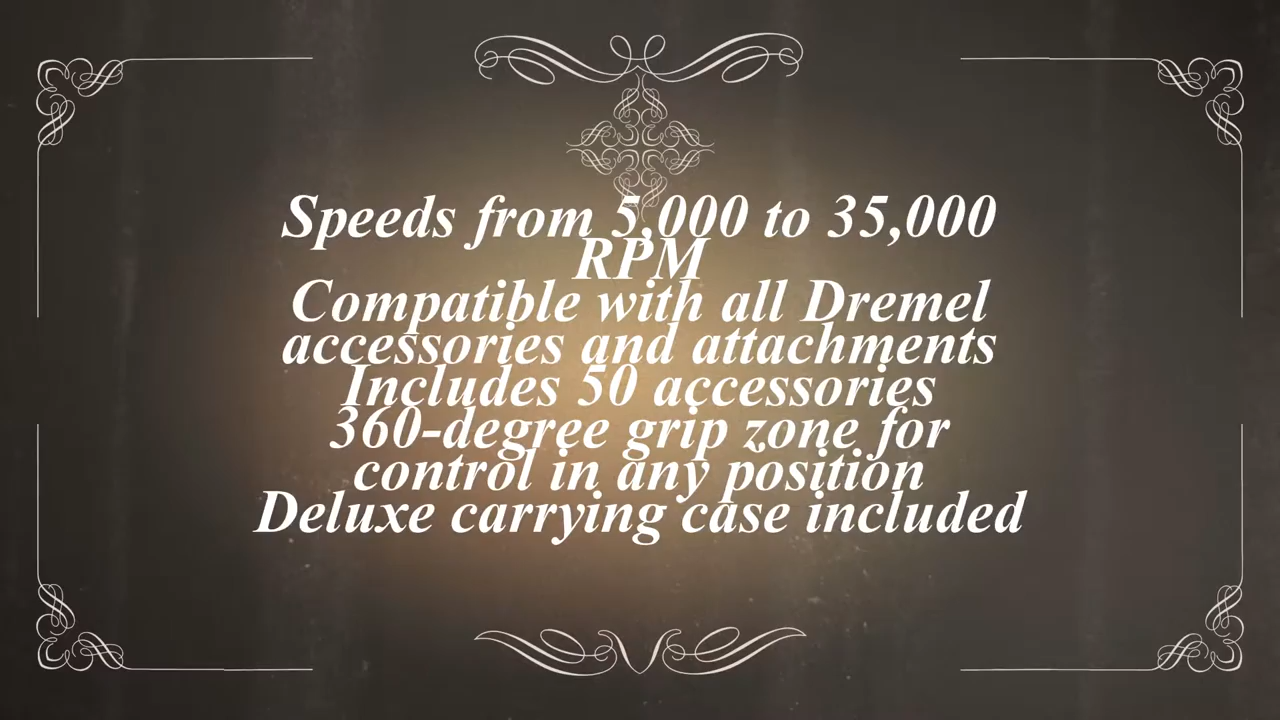 Speeds from 5,000 to 35,000
RPM
Compatible with all Dremel
accessories and attachments
Includes 50 accessories
360-degree grip zone for
control in any position
Deluxe carrying case included